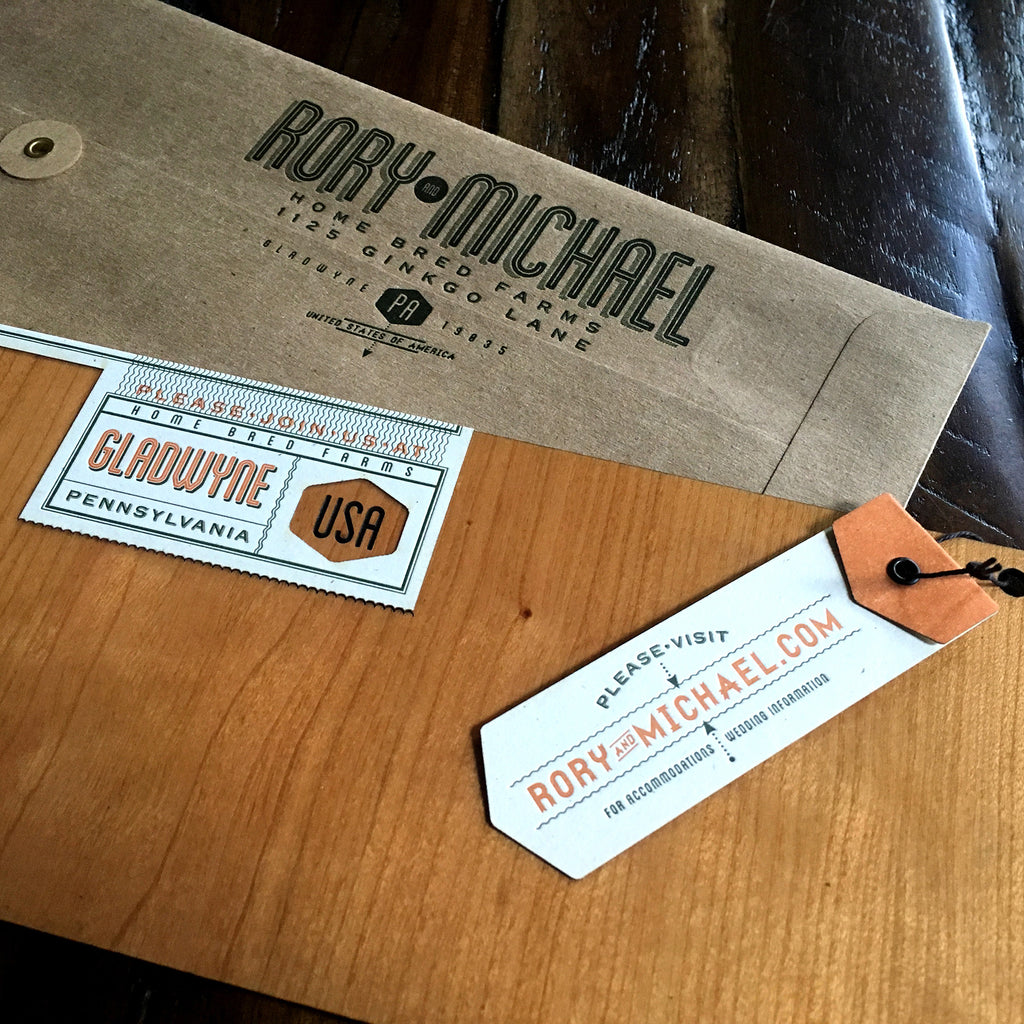 RORY AND MICHAEL
HOME BRED FARMS
1125 GINKGO LANE
GLADWYNE PA 19035
UNITED STATES OF AMERICA
PLEASE·JOIN·US·AT
HOME BRED FARMS
GLADWYNE
PENNSYLVANIA
USA
PLEASE·VISIT
RORY AND MICHAEL.COM
FOR ACCOMMODATIONS WEDDING INFORMATION